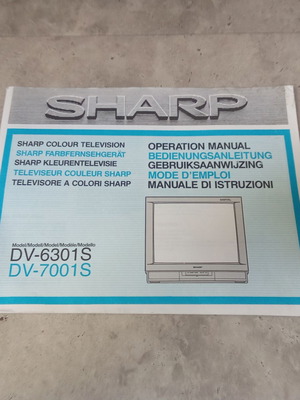 SHARP
SHARP COLOUR TELEVISION
SHARP FARBFERNSEHGERÄT
SHARP KLEURENTELEVISIE
TELEVISEUR COULEUR SHARP
TELEVISORE A COLORI SHARP
OPERATION MANUAL
BEDIENUNGSANLEITUNG
GEBRUIKSAANWIJZING
MODE D'EMPLOI
MANUALE DI ISTRUZIONI
Model/Modell/Model/Modèle/Modello
DV-6301S
DV-7001S